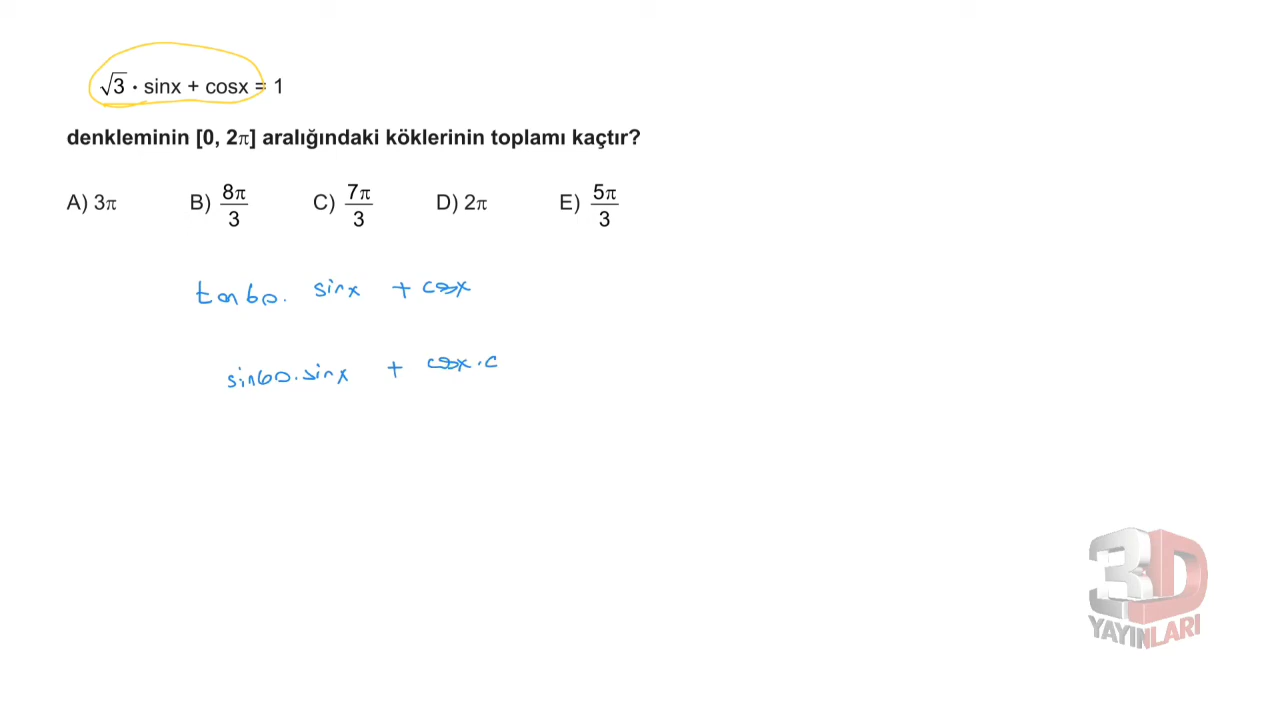 √3 · sinx + cosx = 1
denkleminin [0, 2π] aralığındaki köklerinin toplamı kaçtır?
A) 3π B) 8π/3 C) 7π/3 D) 2π E) 5π/3
tan60. sinx + cosx
sin60.sinx + cosx.c
3D
YAYINLARI